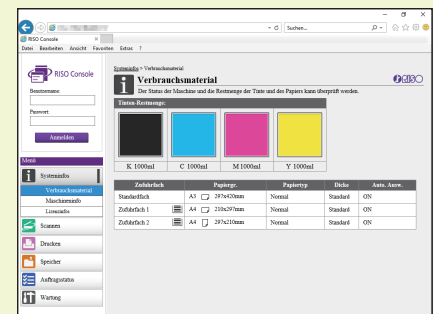 Suchen...
RISO Console
Datei Bearbeiten Ansicht Favoriten Extras ?
RISO Console
Benutzername:
Passwort:
Anmelden
Menü
Systeminfos
Verbrauchsmaterial
Maschineninfo
Lizenzinfos
Scannen
Drucken
Speicher
Auftragsstatus
Wartung
Systeminfos > Verbrauchsmaterial
Verbrauchsmaterial
RISO
Der Status der Maschine und die Restmenge der Tinte und des Papiers kann überprüft werden.
Tinten-Restmenge:
K 1000ml C 1000ml M 1000ml Y 1000ml
Zufuhrfach Papiergr. Papiertyp Dicke Auto. Ausw.
Standardfach A3 297x420mm Normal Standard ON
Zufuhrfach 1 A4 210x297mm Normal Standard ON
Zufuhrfach 2 A4 297x210mm Normal Standard ON